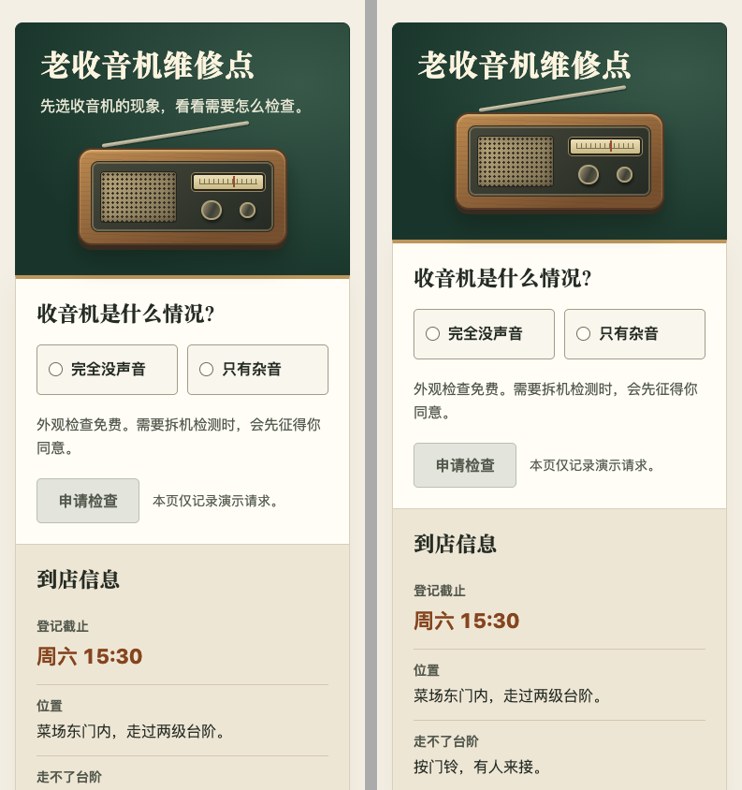 老收音机维修点
先选收音机的现象，看看需要怎么检查。
收音机是什么情况？
完全没声音
只有杂音
外观检查免费。需要拆机检测时，会先征得你
同意。
申请检查
本页仅记录演示请求。
到店信息
登记截止
周六 15:30
位置
菜场东门内，走过两级台阶。
走不了台阶
老收音机维修点
收音机是什么情况？
完全没声音
只有杂音
外观检查免费。需要拆机检测时，会先征得你
同意。
申请检查
本页仅记录演示请求。
到店信息
登记截止
周六 15:30
位置
菜场东门内，走过两级台阶。
走不了台阶
按门铃，有人来接。